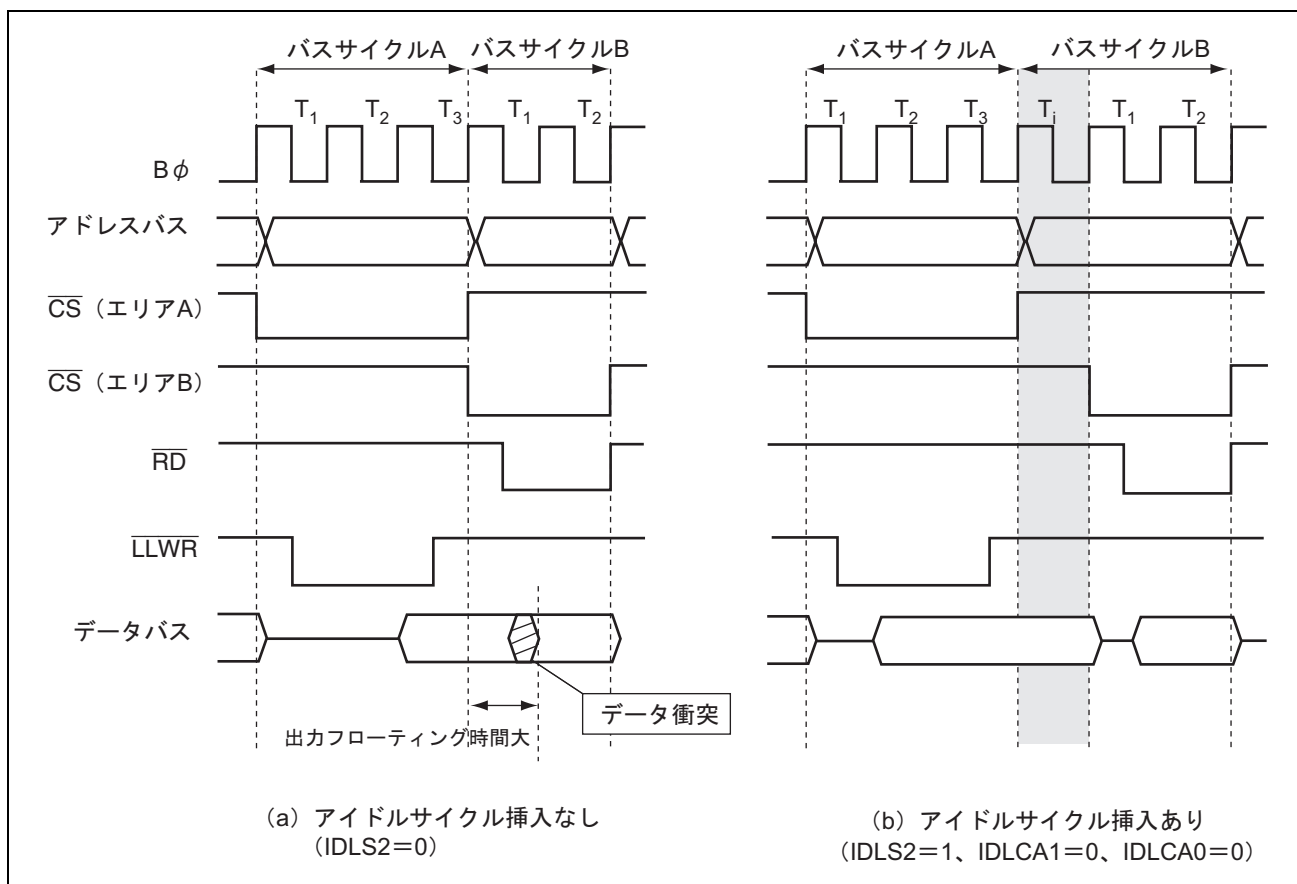 バスサイクルA
バスサイクルB
T1 T2 T3 T1 T2
Bφ
アドレスバス
CS（エリアA）
CS（エリアB）
RD
LLWR
データバス
データ衝突
出力フローティング時間大
（a）アイドルサイクル挿入なし
（IDLS2＝0）
バスサイクルA
バスサイクルB
T1 T2 T3 Ti T1 T2
（b）アイドルサイクル挿入あり
（IDLS2＝1、IDLCA1＝0、IDLCA0＝0）